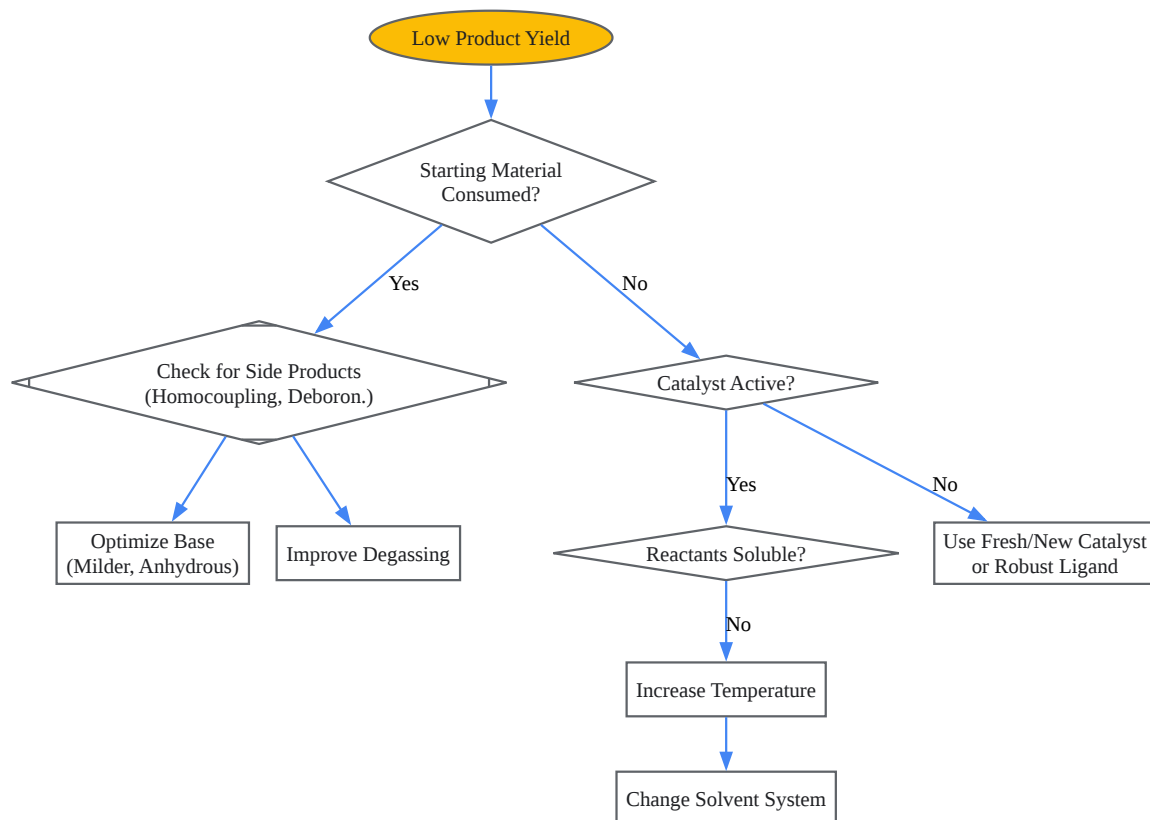 Low Product Yield
Starting Material
Consumed?
Yes
No
Check for Side Products
(Homocoupling, Deboron.)
Catalyst Active?
Yes
No
Optimize Base
(Milder, Anhydrous)
Improve Degassing
Reactants Soluble?
Use Fresh/New Catalyst
or Robust Ligand
No
Increase Temperature
Change Solvent System